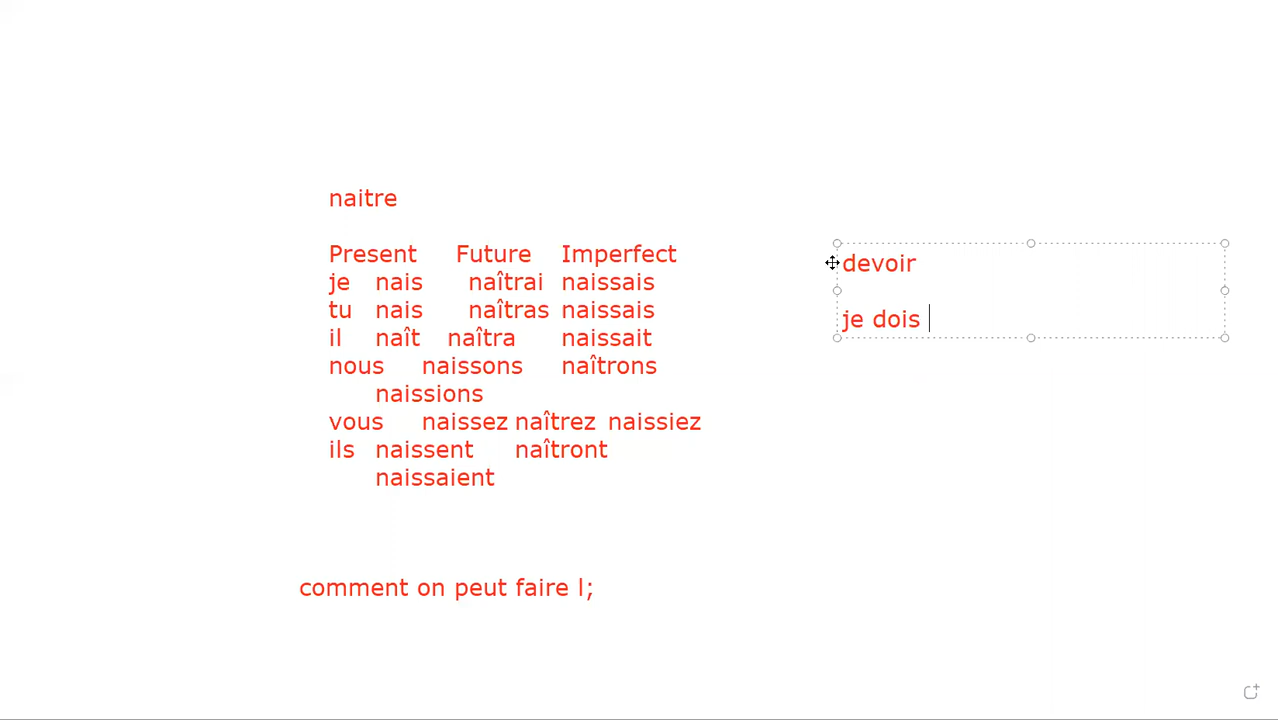 naitre
Present Future Imperfect
je nais naîtrai naissais
tu nais naîtras naissais
il naît naîtra naissait
nous naissons naîtrons
naissions
vous naissez naîtrez naissiez
ils naissent naîtront
naissaient
comment on peut faire l;
devoir
je dois